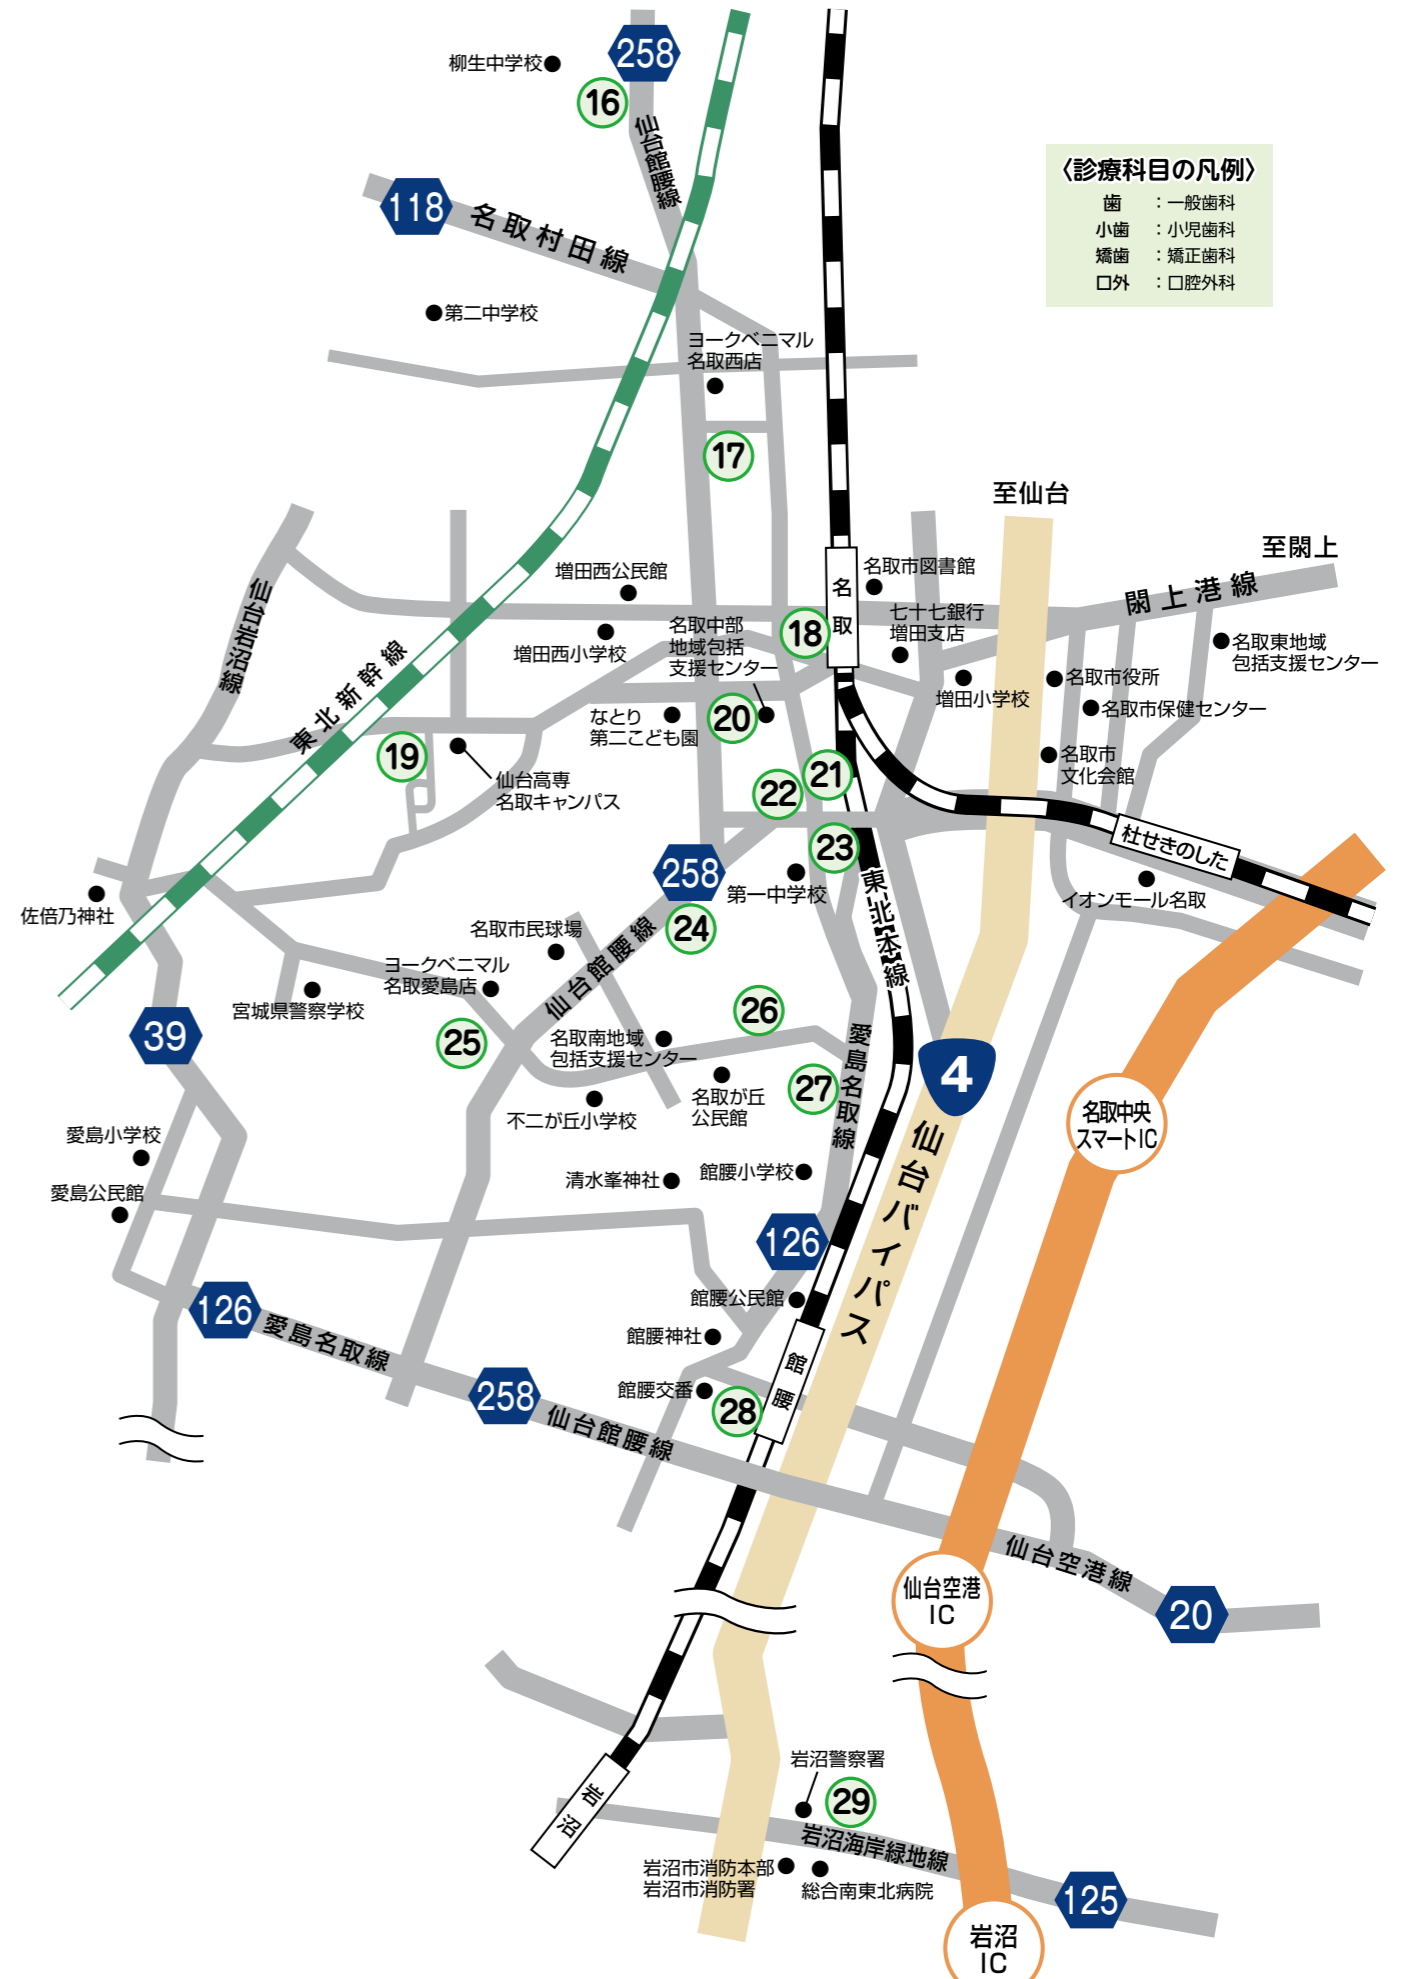 柳生中学校
258
16
仙台館腰線
118
名取村田線
〈診療科目の凡例〉
歯 ：一般歯科
小歯 ：小児歯科
矯歯 ：矯正歯科
口外 ：口腔外科
第二中学校
ヨークベニマル
名取西店
17
至仙台
至閖上
閖上港線
仙台岩沼線
東北新幹線
増田西公民館
増田西小学校
名取中部
地域包括
支援センター
18
名取
名取市図書館
七十七銀行
増田支店
増田小学校
名取市役所
名取市保健センター
名取東地域
包括支援センター
名取市
文化会館
なとり
第二こども園
20
19
仙台高専
名取キャンパス
21
22
23
杜せきのした
イオンモール名取
258
第一中学校
東北本線
24
佐倍乃神社
名取市民球場
仙台館腰線
ヨークベニマル
名取愛島店
宮城県警察学校
39
25
26
名取南地域
包括支援センター
愛島名取線
4
27
名取が丘
公民館
不二が丘小学校
名取中央
スマートIC
仙台バイパス
愛島小学校
愛島公民館
清水峯神社
館腰小学校
126
館腰公民館
126
愛島名取線
館腰神社
館腰
館腰交番
28
258
仙台館腰線
仙台空港線
仙台空港
IC
20
岩沼
岩沼警察署
29
岩沼海岸緑地線
岩沼市消防本部
岩沼市消防署
総合南東北病院
125
岩沼
IC